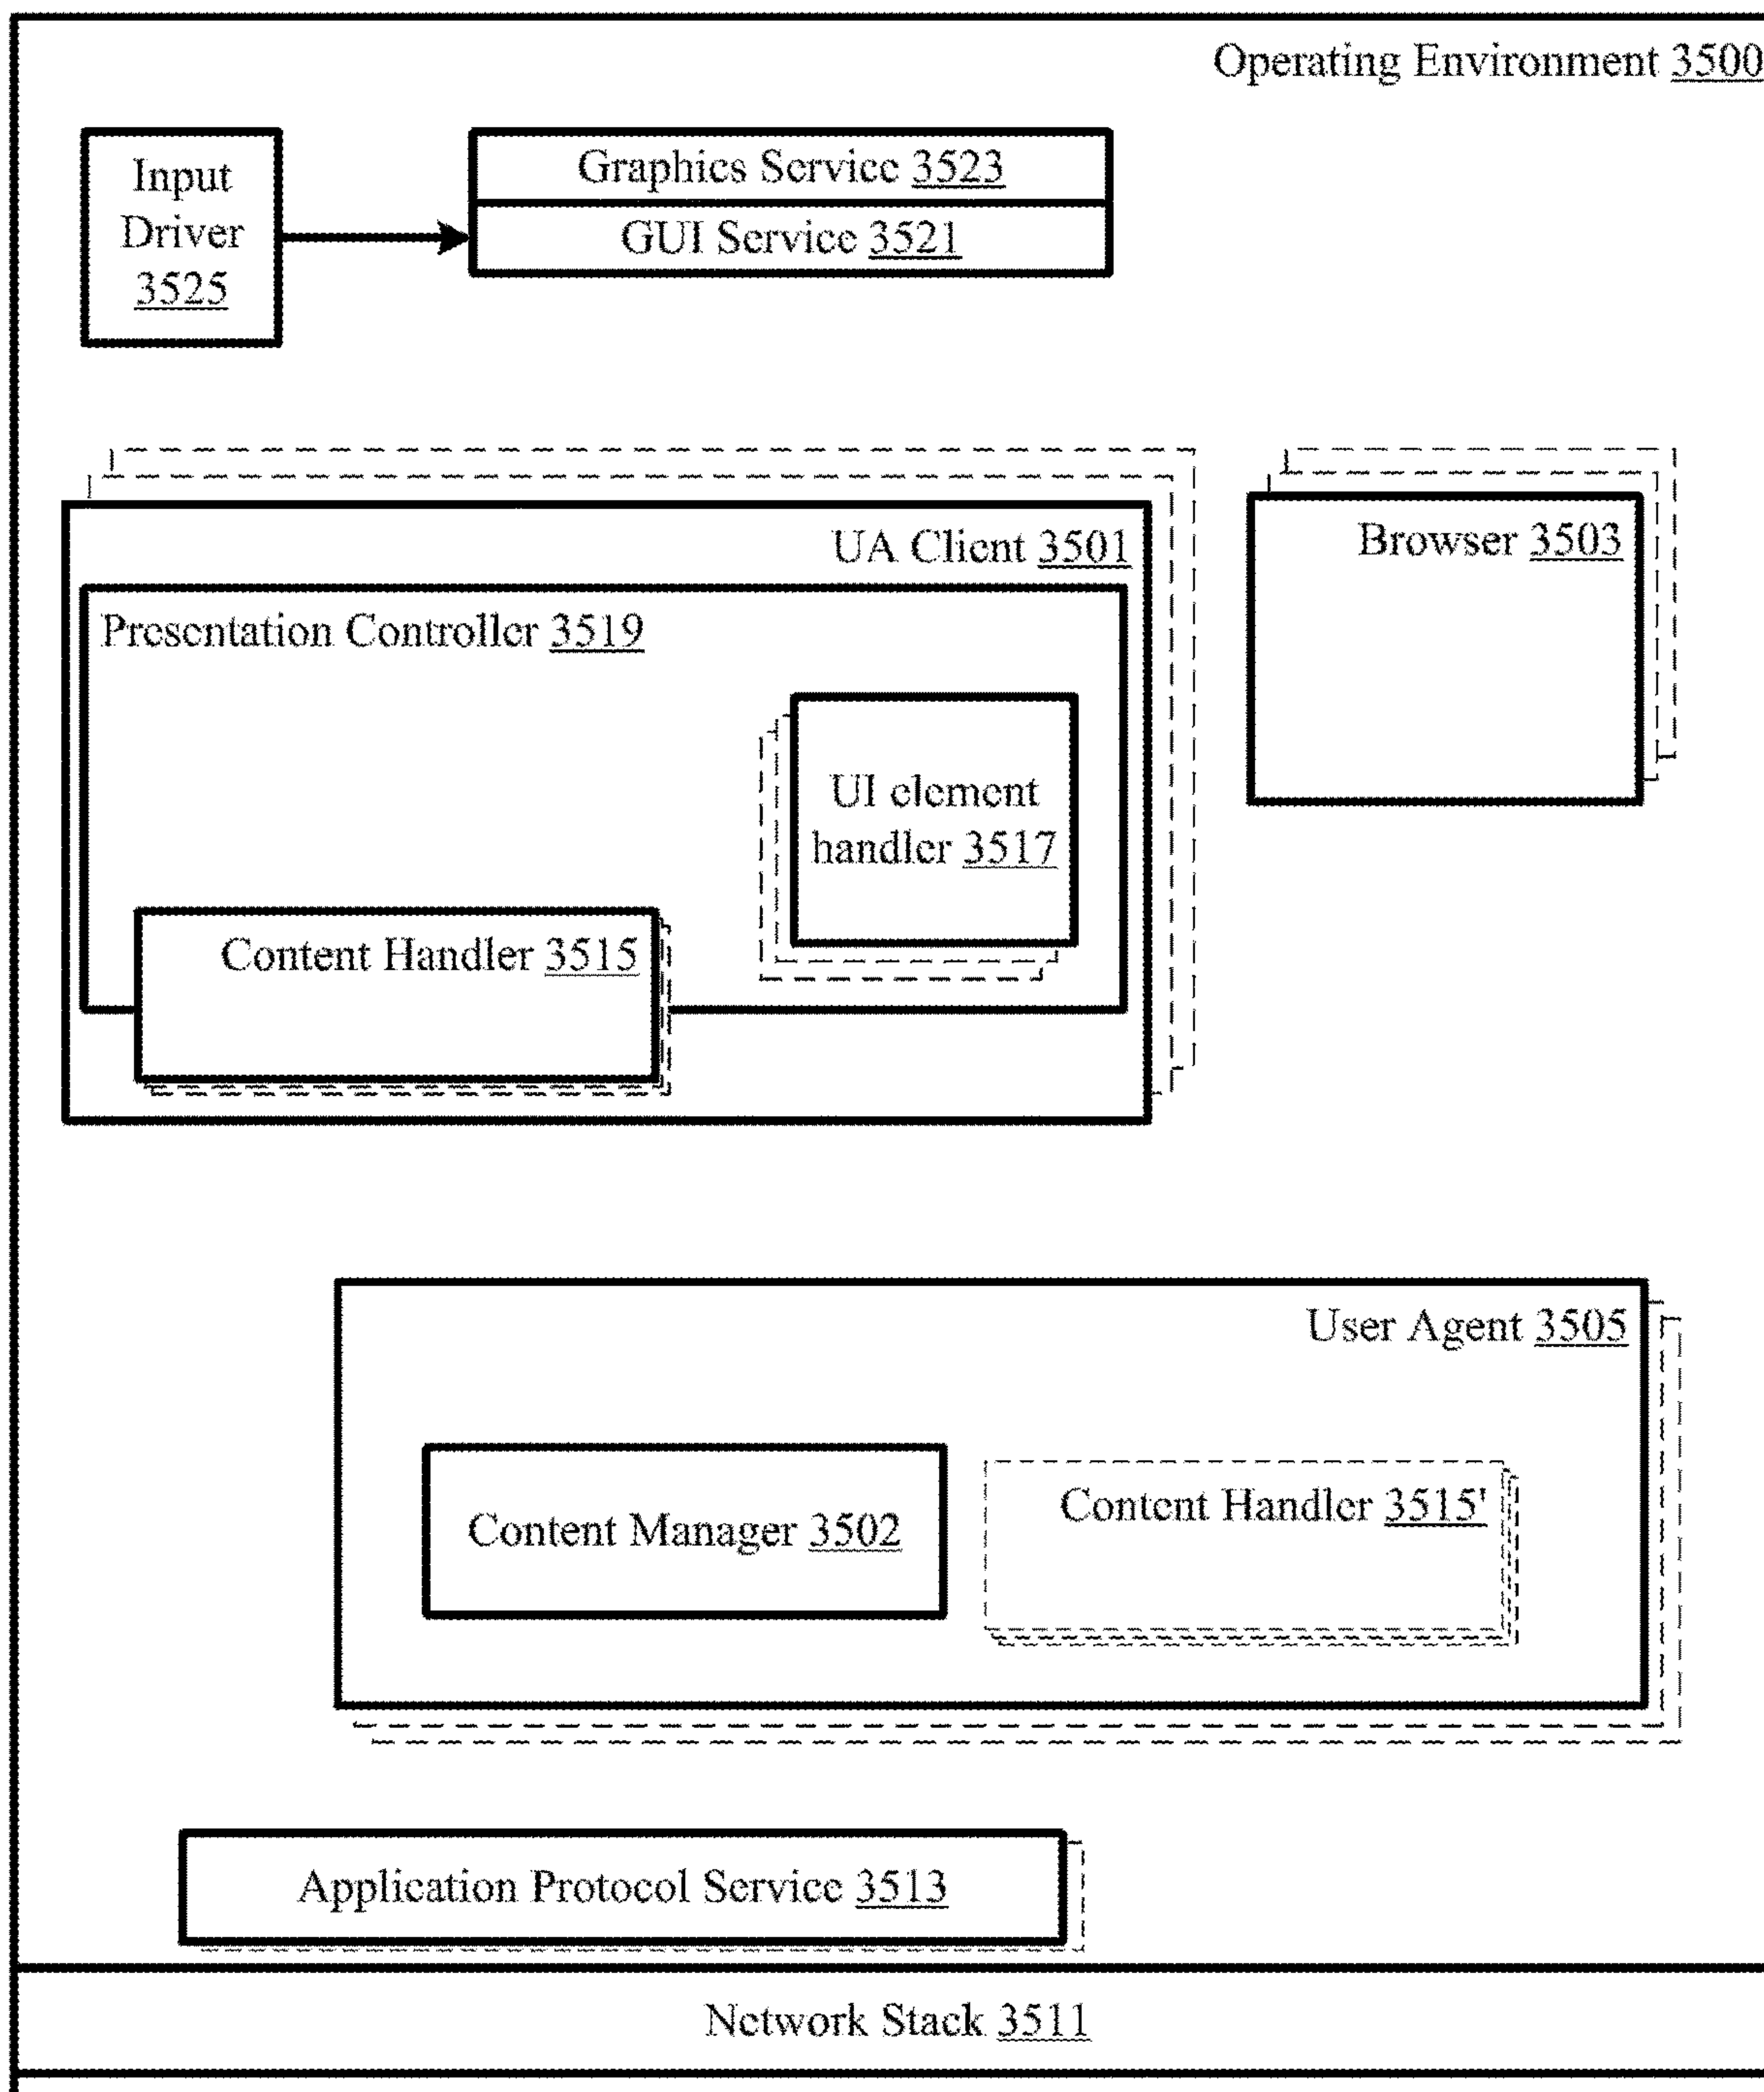 Operating Environment 3500
Input
Driver
3525
Graphics Service 3523
GUI Service 3521
UA Client 3501
Browser 3503
Presentation Controller 3519
UI element
handler 3517
Content Handler 3515
User Agent 3505
Content Manager 3502
Content Handler 3515'
Application Protocol Service 3513
Network Stack 3511